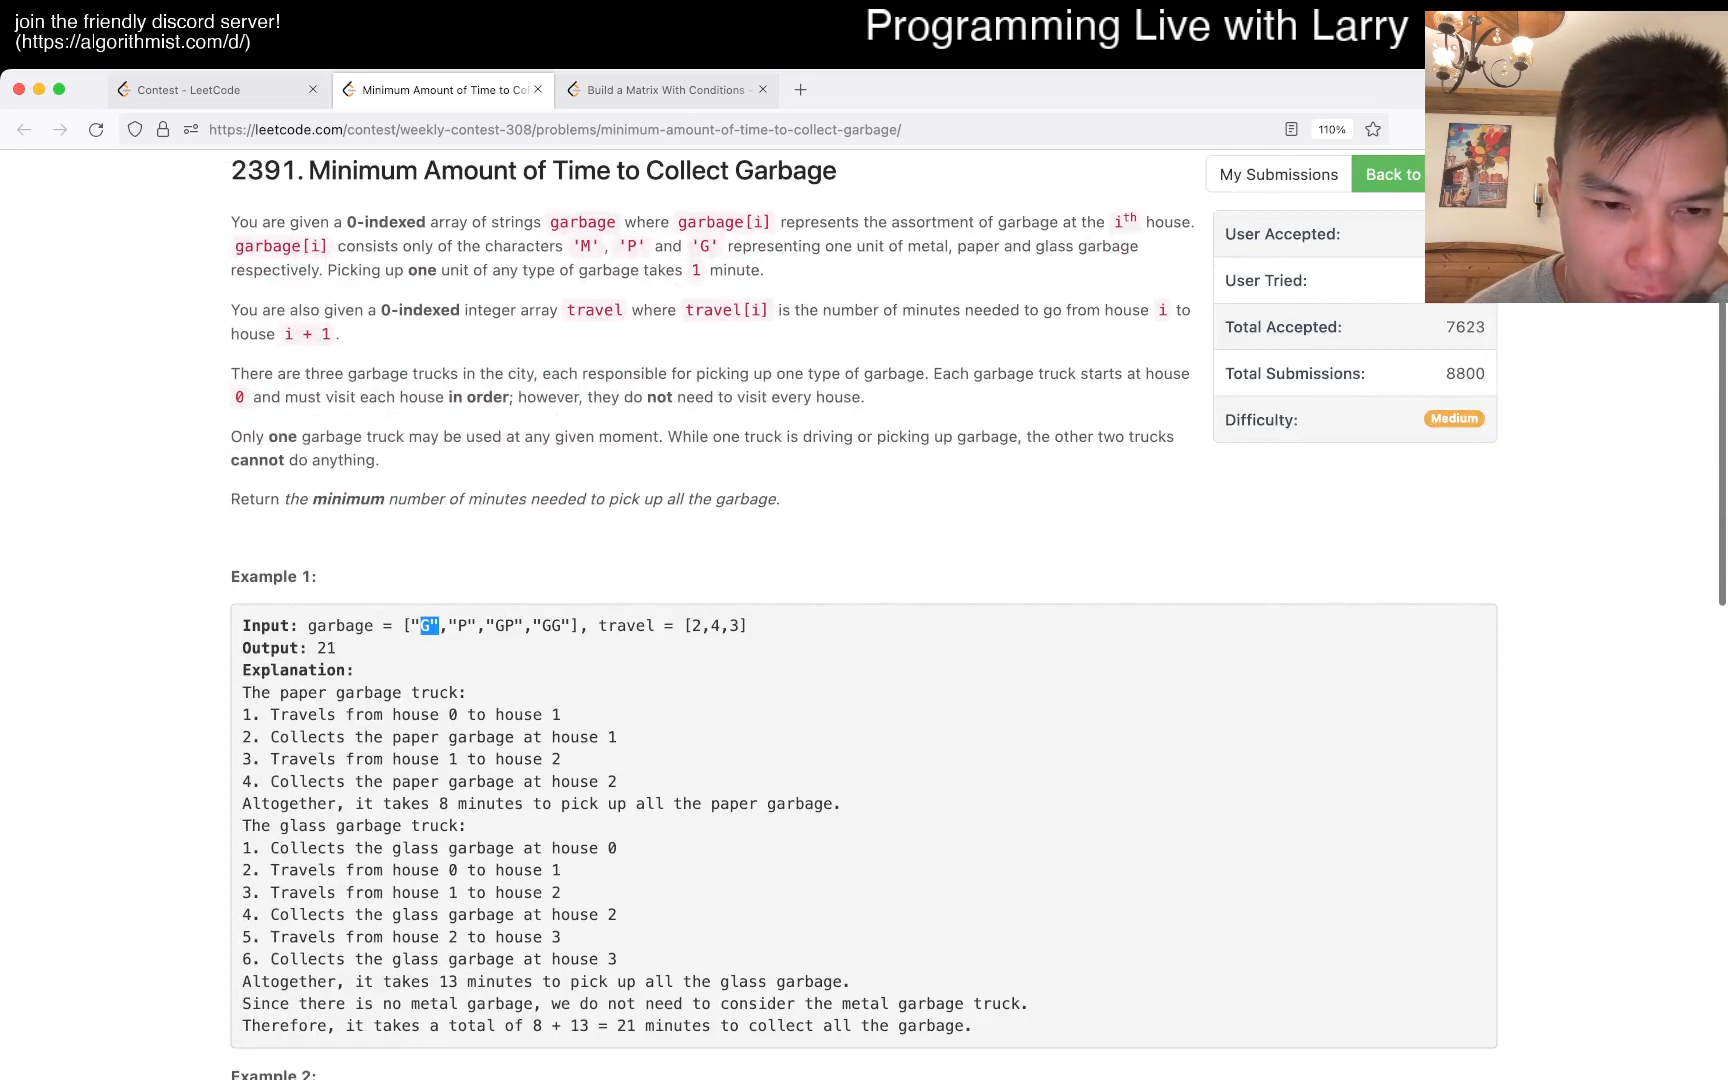 join the friendly discord server!
(https://algorithmist.com/d/)
Programming Live with Larry
Contest - LeetCode
Minimum Amount of Time to Col
Build a Matrix With Conditions -
https://leetcode.com/contest/weekly-contest-308/problems/minimum-amount-of-time-to-collect-garbage/
110%
2391. Minimum Amount of Time to Collect Garbage
My Submissions
Back to
You are given a 0-indexed array of strings garbage where garbage[i] represents the assortment of garbage at the ith house.
garbage[i] consists only of the characters 'M', 'P' and 'G' representing one unit of metal, paper and glass garbage
respectively. Picking up one unit of any type of garbage takes 1 minute.
You are also given a 0-indexed integer array travel where travel[i] is the number of minutes needed to go from house i to
house i + 1.
There are three garbage trucks in the city, each responsible for picking up one type of garbage. Each garbage truck starts at house
0 and must visit each house in order; however, they do not need to visit every house.
Only one garbage truck may be used at any given moment. While one truck is driving or picking up garbage, the other two trucks
cannot do anything.
Return the minimum number of minutes needed to pick up all the garbage.
User Accepted:
User Tried:
Total Accepted: 7623
Total Submissions: 8800
Difficulty: Medium
Example 1:
Input: garbage = ["G","P","GP","GG"], travel = [2,4,3]
Output: 21
Explanation:
The paper garbage truck:
1. Travels from house 0 to house 1
2. Collects the paper garbage at house 1
3. Travels from house 1 to house 2
4. Collects the paper garbage at house 2
Altogether, it takes 8 minutes to pick up all the paper garbage.
The glass garbage truck:
1. Collects the glass garbage at house 0
2. Travels from house 0 to house 1
3. Travels from house 1 to house 2
4. Collects the glass garbage at house 2
5. Travels from house 2 to house 3
6. Collects the glass garbage at house 3
Altogether, it takes 13 minutes to pick up all the glass garbage.
Since there is no metal garbage, we do not need to consider the metal garbage truck.
Therefore, it takes a total of 8 + 13 = 21 minutes to collect all the garbage.
Example 2: